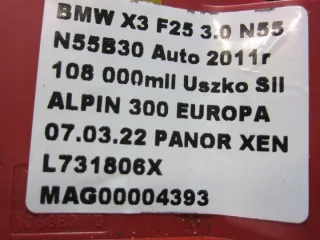 BMW X3 F25 3.0 N55
N55B30 Auto 2011r
108 000mil Uszko Sil
ALPIN 300 EUROPA
07.03.22 PANOR XEN
L731806X
MAG00004393